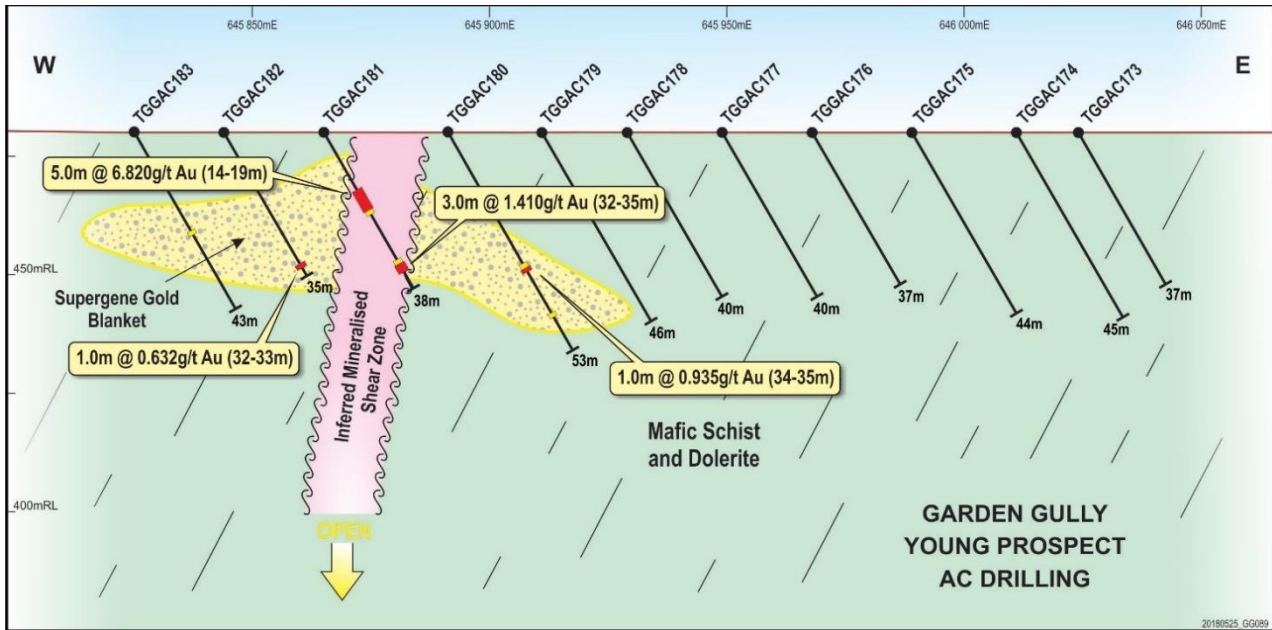 645 850mE
645 900mE
645 950mE
646 000mE
646 050mE
W
E
TGGAC183
TGGAC182
TGGAC181
TGGAC180
TGGAC179
TGGAC178
TGGAC177
TGGAC176
TGGAC175
TGGAC174
TGGAC173
5.0m @ 6.820g/t Au (14-19m)
3.0m @ 1.410g/t Au (32-35m)
450mRL
Supergene Gold
Blanket
35m
43m
38m
46m
40m
40m
37m
44m
45m
37m
53m
1.0m @ 0.632g/t Au (32-33m)
1.0m @ 0.935g/t Au (34-35m)
Inferred Mineralised
Shear Zone
Mafic Schist
and Dolerite
400mRL
OPEN
GARDEN GULLY
YOUNG PROSPECT
AC DRILLING
20180525_GG089